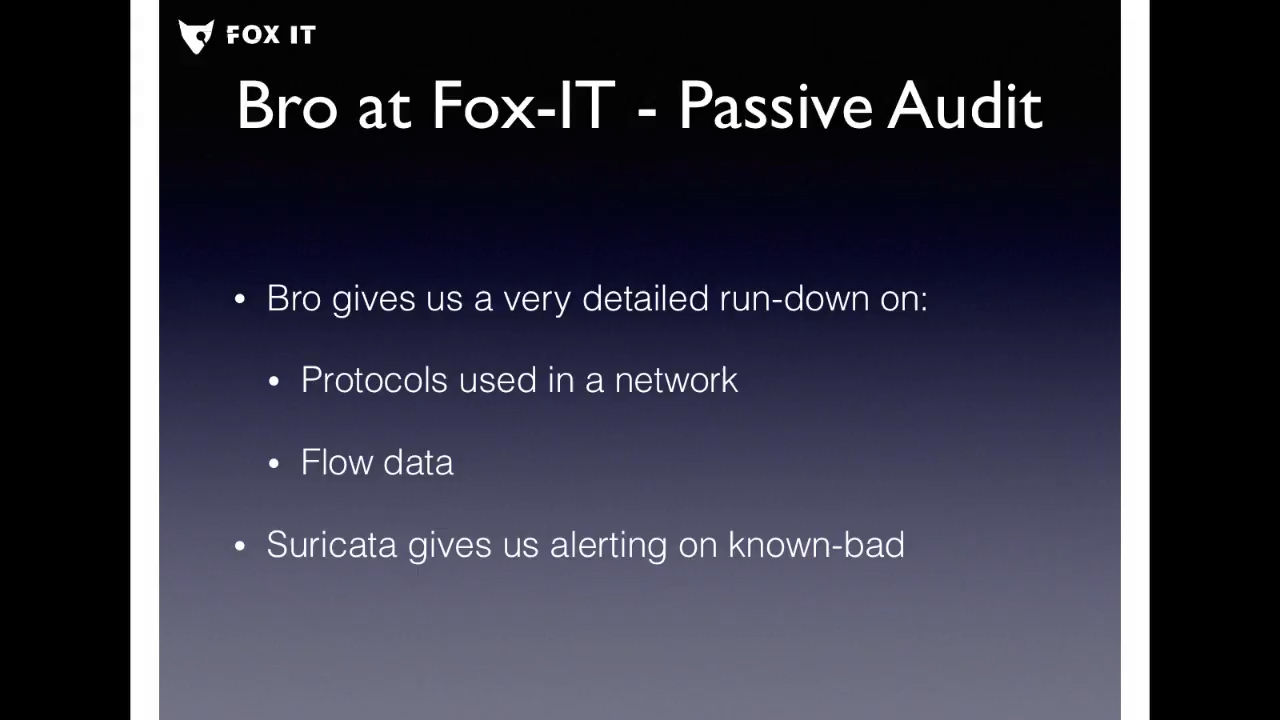 FOX IT
Bro at Fox-IT - Passive Audit
• Bro gives us a very detailed run-down on:
• Protocols used in a network
• Flow data
• Suricata gives us alerting on known-bad